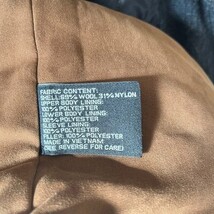 FABRIC CONTENT:
SHELL: 69% WOOL 31% NYLON
UPPER BODY LINING:
100% POLYESTER
LOWER BODY LINING:
100% POLYESTER
SLEEVE LINING:
100% POLYESTER
FILLER: 100% POLYESTER
MADE IN VIETNAM
(SEE REVERSE FOR CARE)